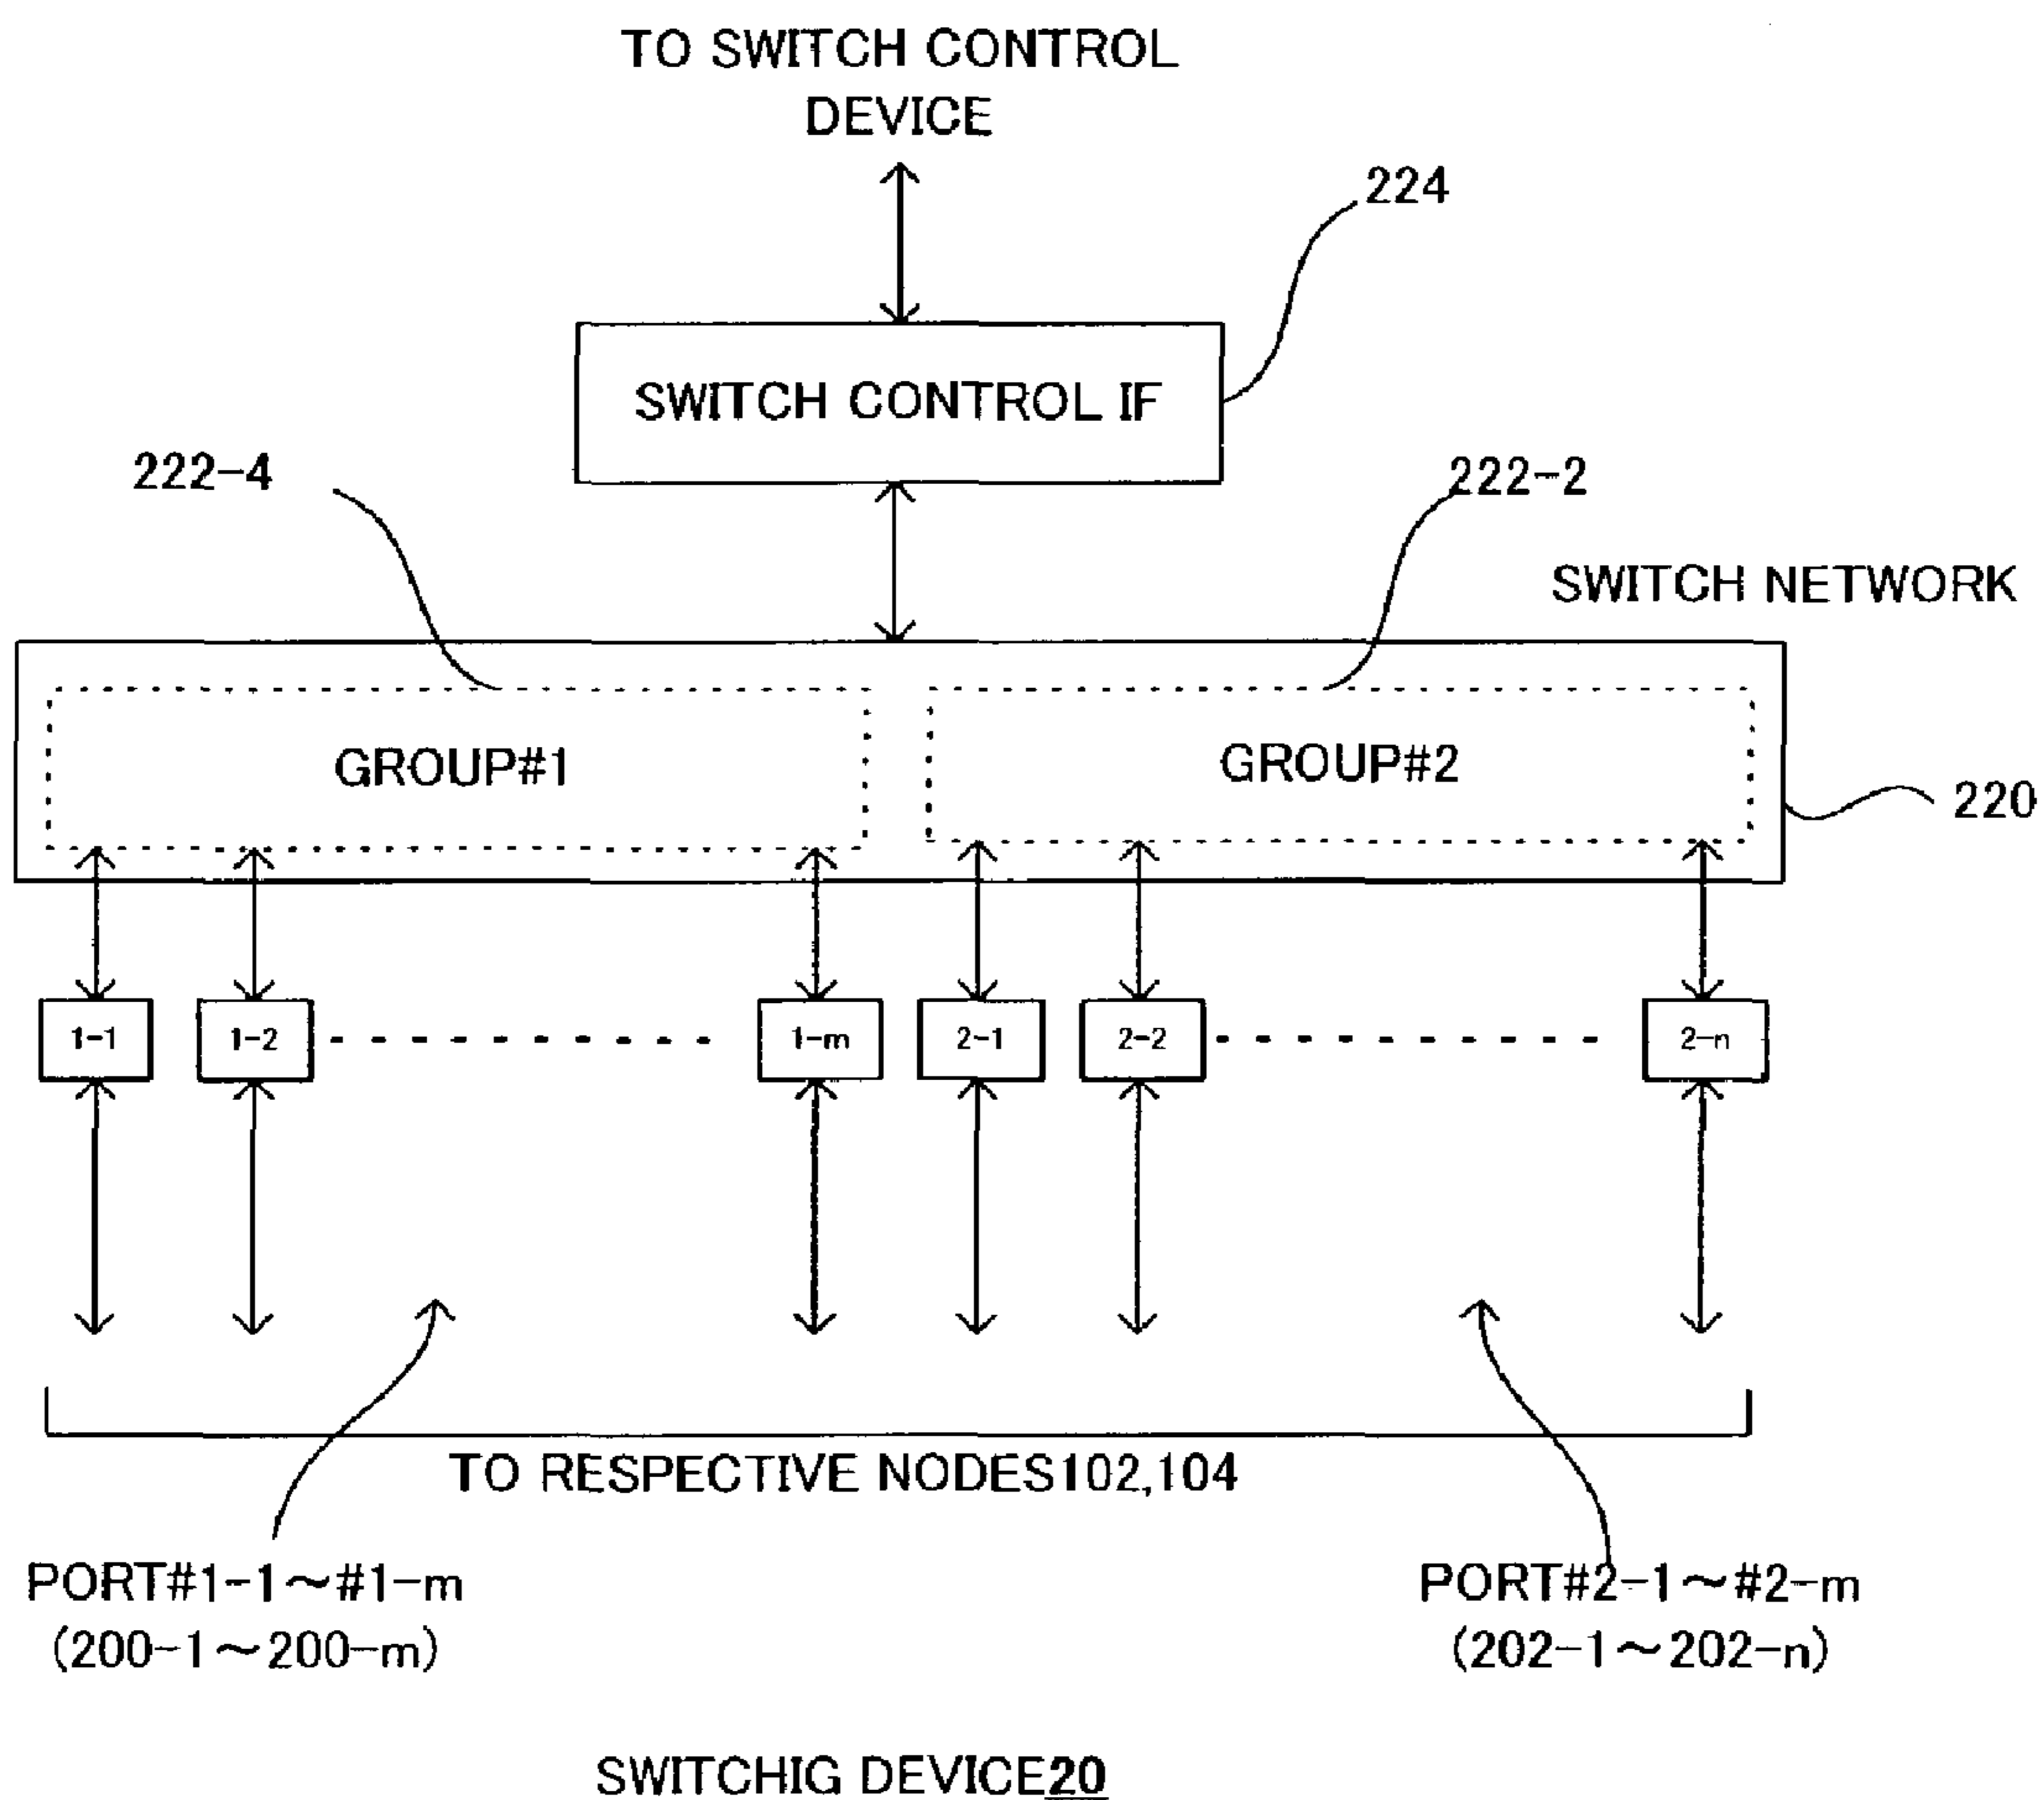 TO SWITCH CONTROL
DEVICE
224
SWITCH CONTROL IF
222-4
222-2
SWITCH NETWORK
GROUP#1
GROUP#2
220
1-1
1-2
1-m
2-1
2-2
2-n
TO RESPECTIVE NODES102,104
PORT#1-1～#1-m
(200-1～200-m)
PORT#2-1～#2-m
(202-1～202-n)
SWITCHIG DEVICE20